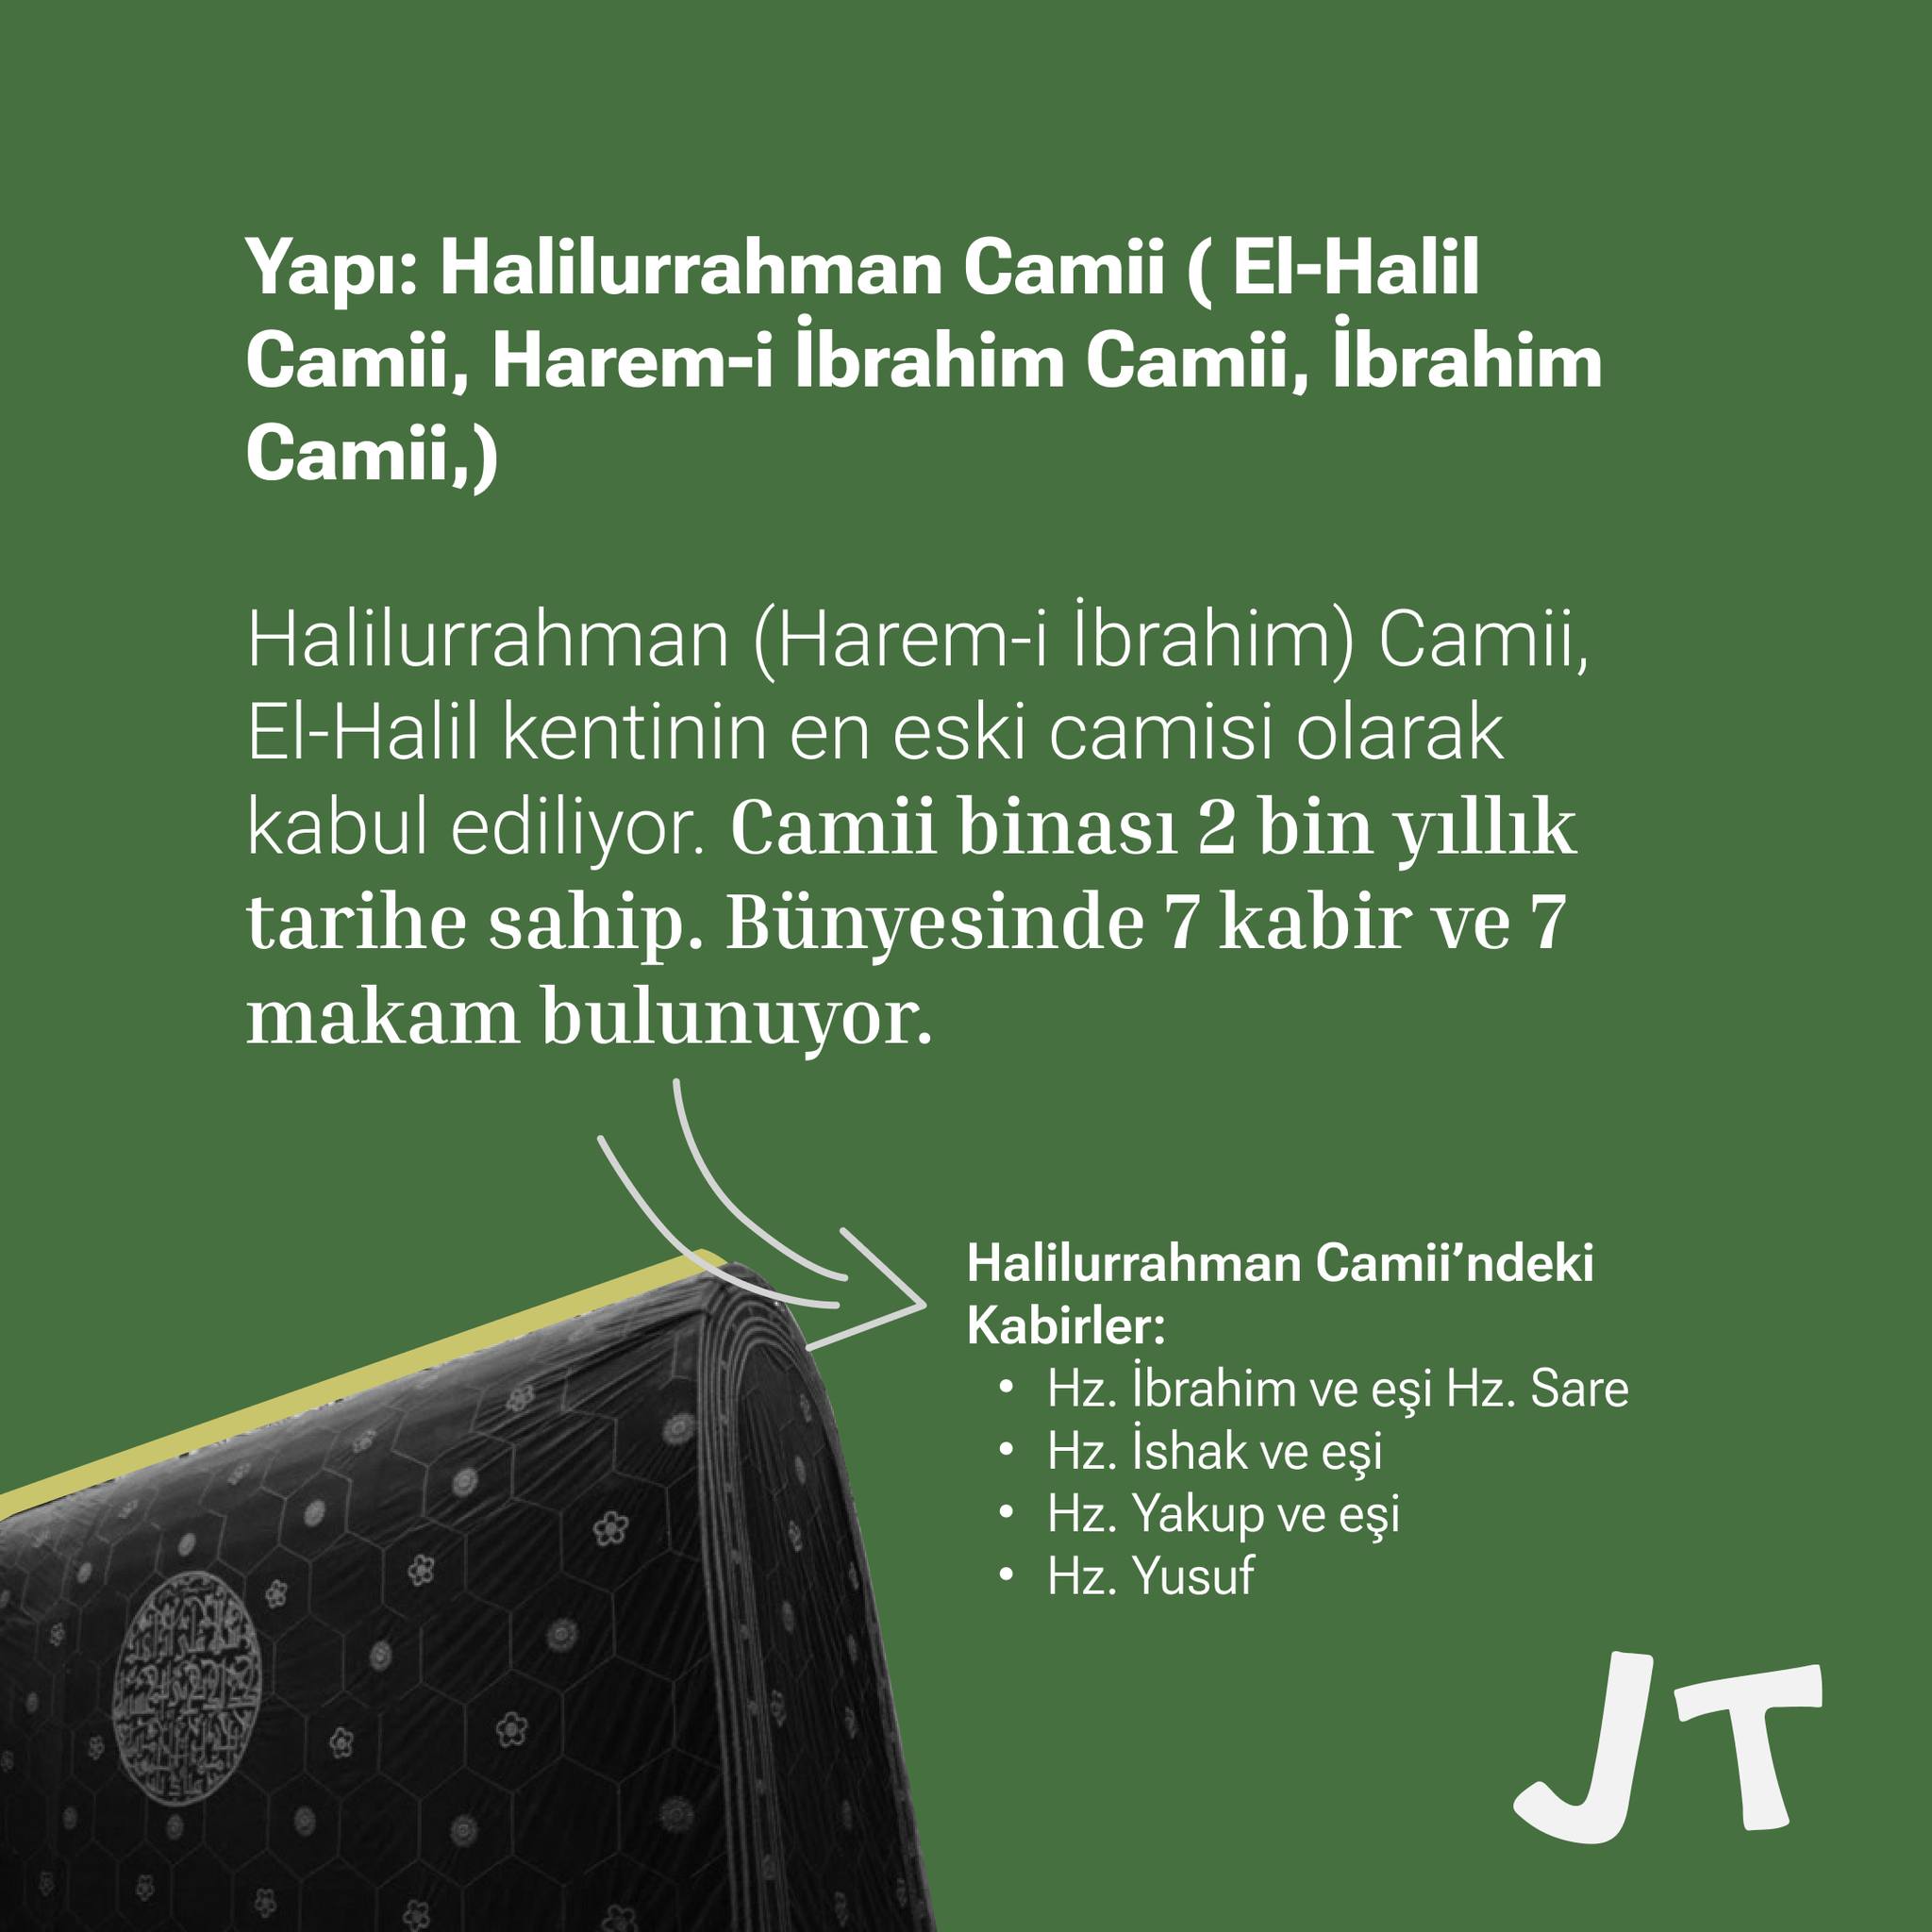 Yapı: Halilurrahman Camii ( El-Halil
Camii, Harem-i İbrahim Camii, İbrahim
Camii,)
Halilurrahman (Harem-i İbrahim) Camii,
El-Halil kentinin en eski camisi olarak
kabul ediliyor. Camii binası 2 bin yıllık
tarihe sahip. Bünyesinde 7 kabir ve 7
makam bulunuyor.
Halilurrahman Camii’ndeki
Kabirler:
• Hz. İbrahim ve eşi Hz. Sare
• Hz. İshak ve eşi
• Hz. Yakup ve eşi
• Hz. Yusuf
JT